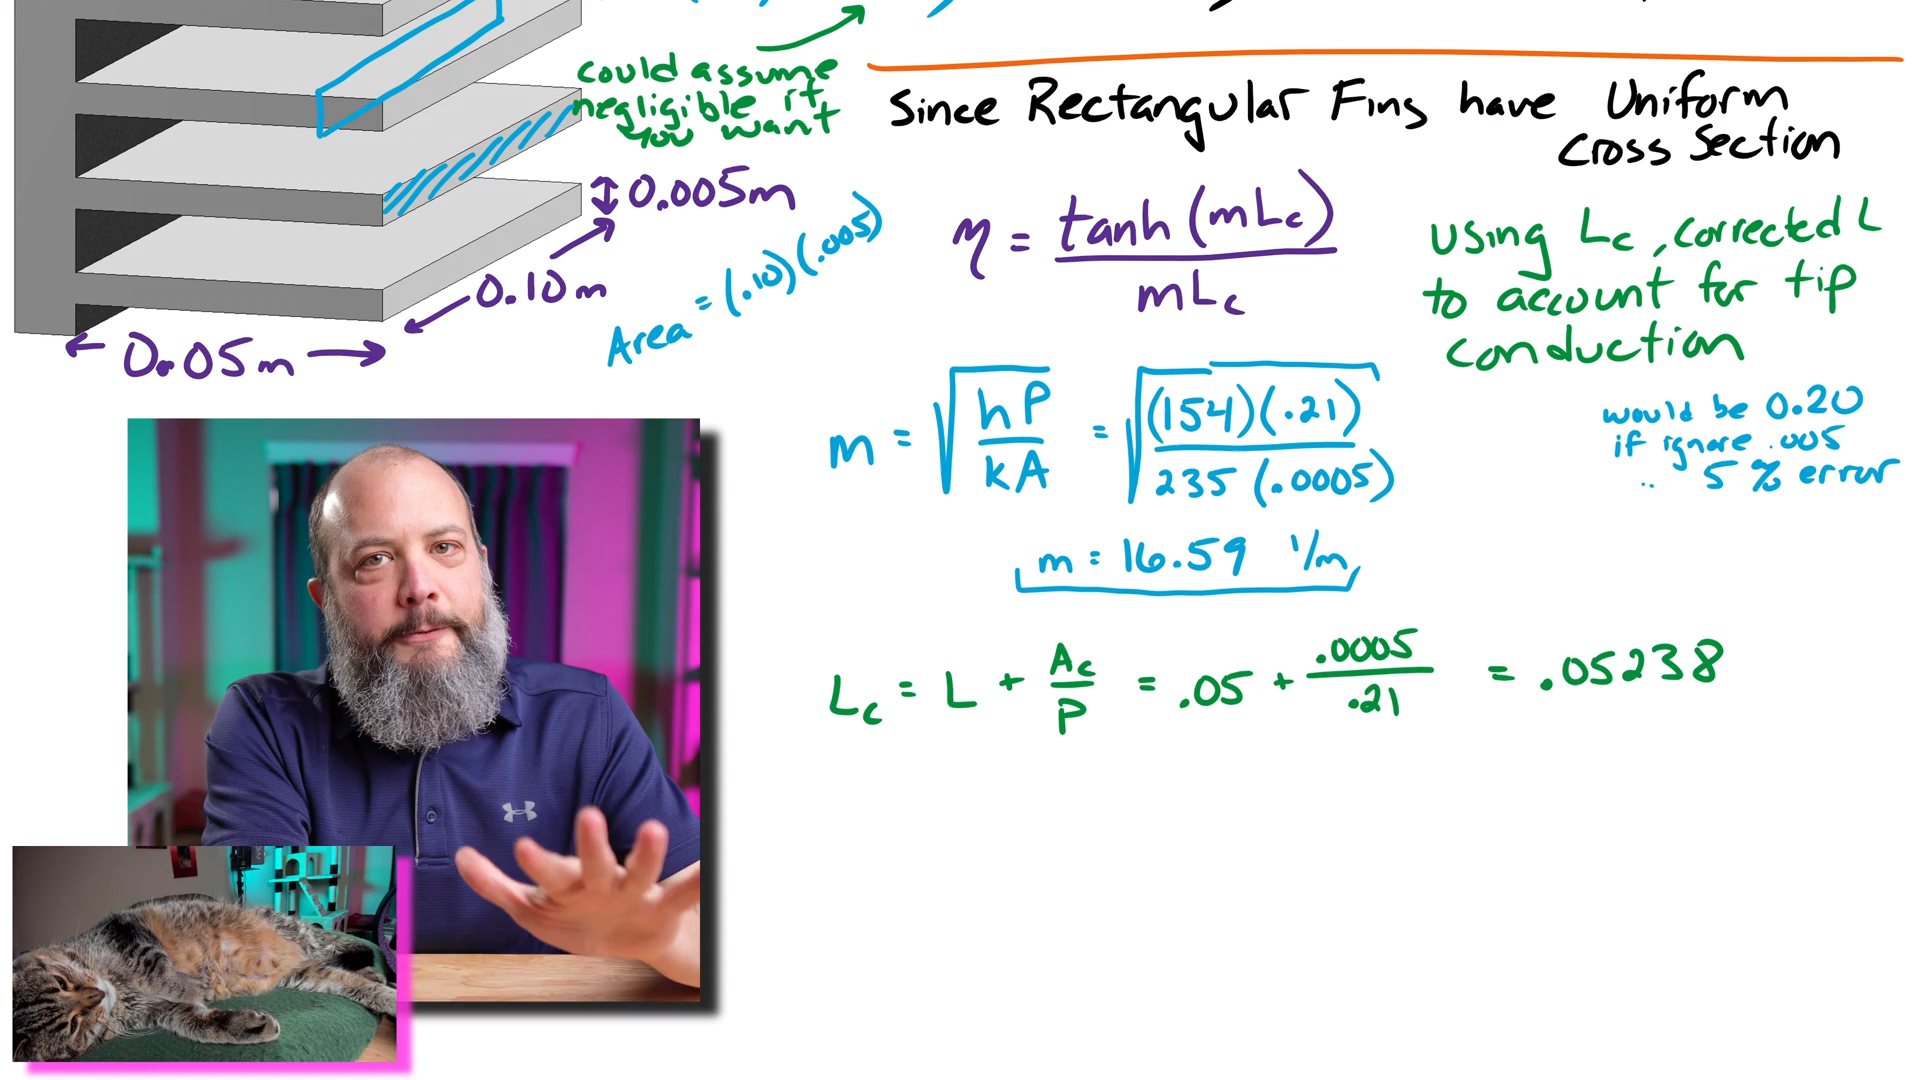 could assume
negligible if
you want
Since Rectangular Fins have Uniform
Cross Section
0.005m
0.10m
0.05m
Area = (.10)(.005)
η = tanh (mLc) / mLc
using Lc, corrected L
to account for tip
conduction
m = √(hP / kA) = √((154)(.21) / 235 (.0005))
would be 0.20
if ignore .005
.. 5 % error
m = 16.59 1/m
Lc = L + Ac / P = .05 + .0005 / .21 = .05238